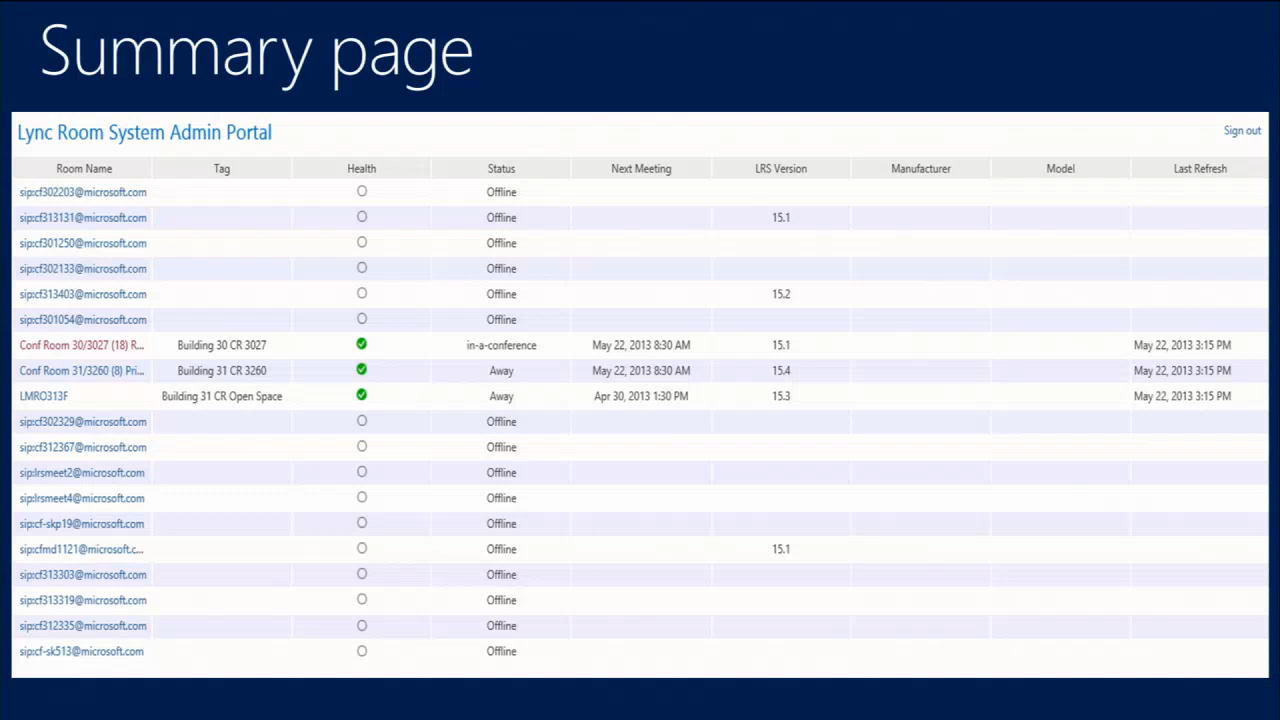 Summary page
Lync Room System Admin Portal Sign out
Room Name Tag Health Status Next Meeting LRS Version Manufacturer Model Last Refresh
sip:cf302203@microsoft.com Offline
sip:cf313131@microsoft.com Offline 15.1
sip:cf301250@microsoft.com Offline
sip:cf302133@microsoft.com Offline
sip:cf313403@microsoft.com Offline 15.2
sip:cf301054@microsoft.com Offline
Conf Room 30/3027 (18) R... Building 30 CR 3027 in-a-conference May 22, 2013 8:30 AM 15.1 May 22, 2013 3:15 PM
Conf Room 31/3260 (8) Pri... Building 31 CR 3260 Away May 22, 2013 8:30 AM 15.4 May 22, 2013 3:15 PM
LMRO313F Building 31 CR Open Space Away Apr 30, 2013 1:30 PM 15.3 May 22, 2013 3:15 PM
sip:cf302329@microsoft.com Offline
sip:cf312367@microsoft.com Offline
sip:lrsmeet2@microsoft.com Offline
sip:lrsmeet4@microsoft.com Offline
sip:cf-skp19@microsoft.com Offline
sip:cfmd1121@microsoft.c... Offline 15.1
sip:cf313303@microsoft.com Offline
sip:cf313319@microsoft.com Offline
sip:cf312335@microsoft.com Offline
sip:cf-sk513@microsoft.com Offline